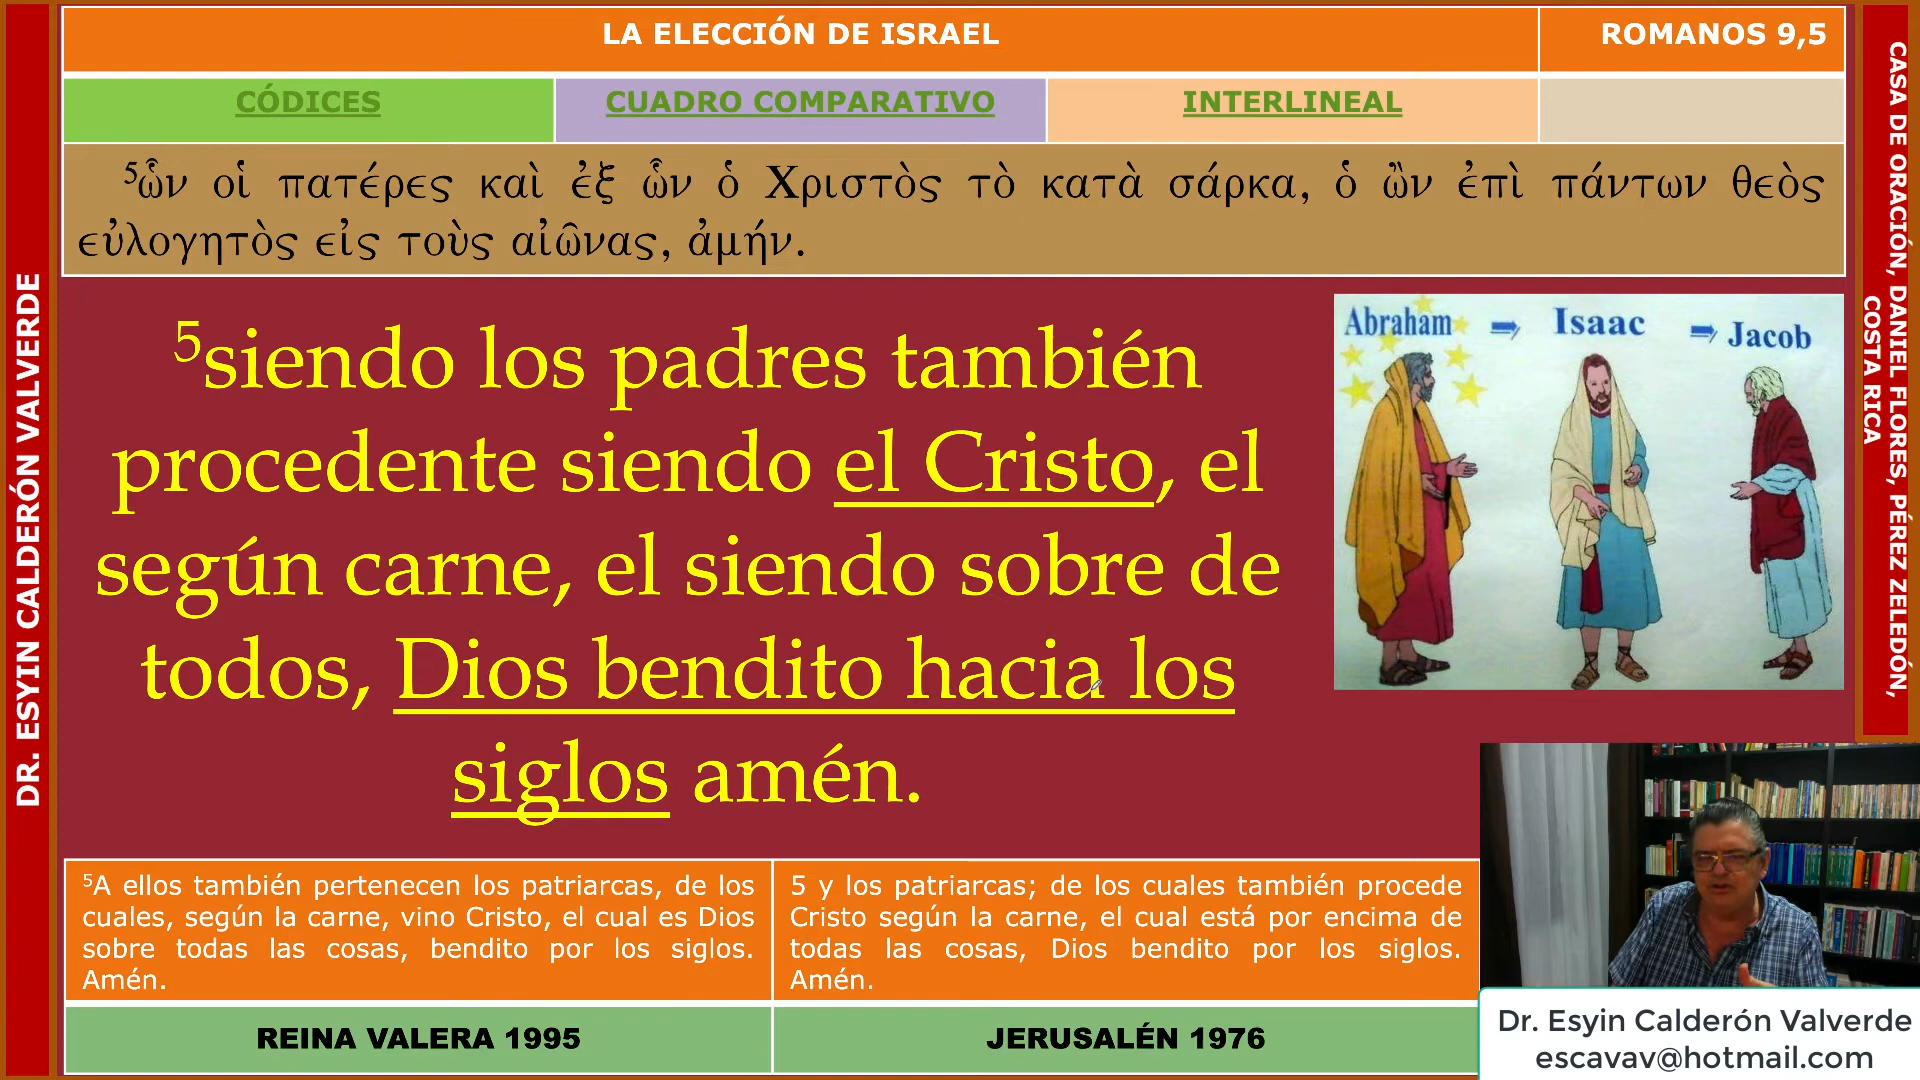 LA ELECCIÓN DE ISRAEL
ROMANOS 9,5
CÓDICES
CUADRO COMPARATIVO
INTERLINEAL
⁵ὧν οἱ πατέρες καὶ ἐξ ὧν ὁ Χριστὸς τὸ κατὰ σάρκα, ὁ ὢν ἐπὶ πάντων θεὸς
εὐλογητὸς εἰς τοὺς αἰῶνας, ἀμήν.
⁵siendo los padres también
procedente siendo el Cristo, el
según carne, el siendo sobre de
todos, Dios bendito hacia los
siglos amén.
Abraham
Isaac
Jacob
⁵A ellos también pertenecen los patriarcas, de los
cuales, según la carne, vino Cristo, el cual es Dios
sobre todas las cosas, bendito por los siglos.
Amén.
5 y los patriarcas; de los cuales también procede
Cristo según la carne, el cual está por encima de
todas las cosas, Dios bendito por los siglos.
Amén.
REINA VALERA 1995
JERUSALÉN 1976
DR. ESYIN CALDERÓN VALVERDE
CASA DE ORACIÓN, DANIEL FLORES, PÉREZ ZELEDÓN,
COSTA RICA
Dr. Esyin Calderón Valverde
escavav@hotmail.com